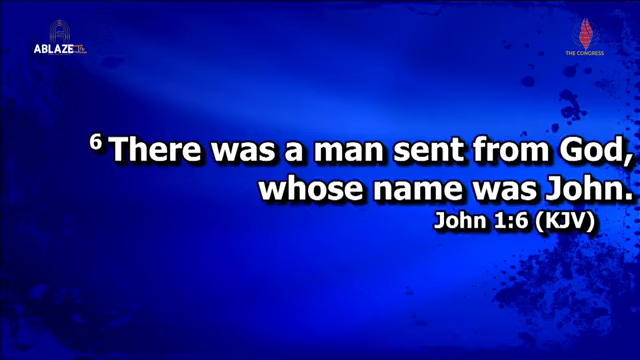 ABLAZE
THE CONGRESS
6 There was a man sent from God,
whose name was John.
John 1:6 (KJV)